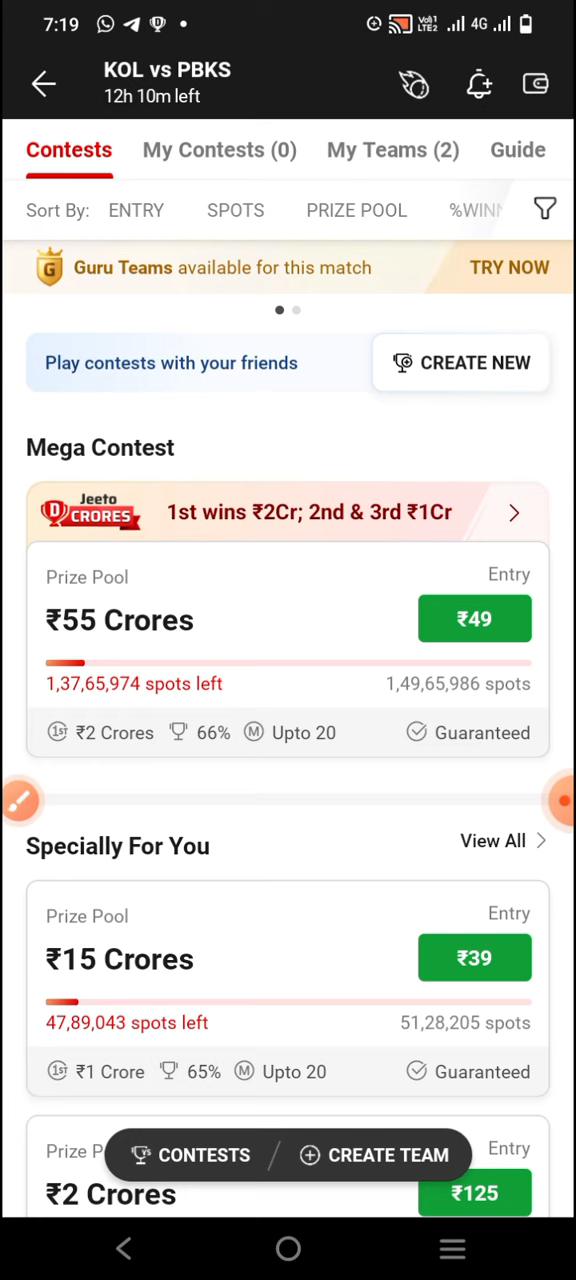 7:19 Vol1 LTE2 4G
KOL vs PBKS
12h 10m left
Contests My Contests (0) My Teams (2) Guide
Sort By: ENTRY SPOTS PRIZE POOL
G Guru Teams available for this match TRY NOW
Play contests with your friends CREATE NEW
Mega Contest
D Jeeto CRORES 1st wins ₹2Cr; 2nd & 3rd ₹1Cr
Prize Pool Entry
₹55 Crores ₹49
1,37,65,974 spots left 1,49,65,986 spots
1st ₹2 Crores 66% M Upto 20 Guaranteed
Specially For You View All
Prize Pool Entry
₹15 Crores ₹39
47,89,043 spots left 51,28,205 spots
1st ₹1 Crore 65% M Upto 20 Guaranteed
Prize P Entry
CONTESTS / CREATE TEAM
₹2 Crores ₹125